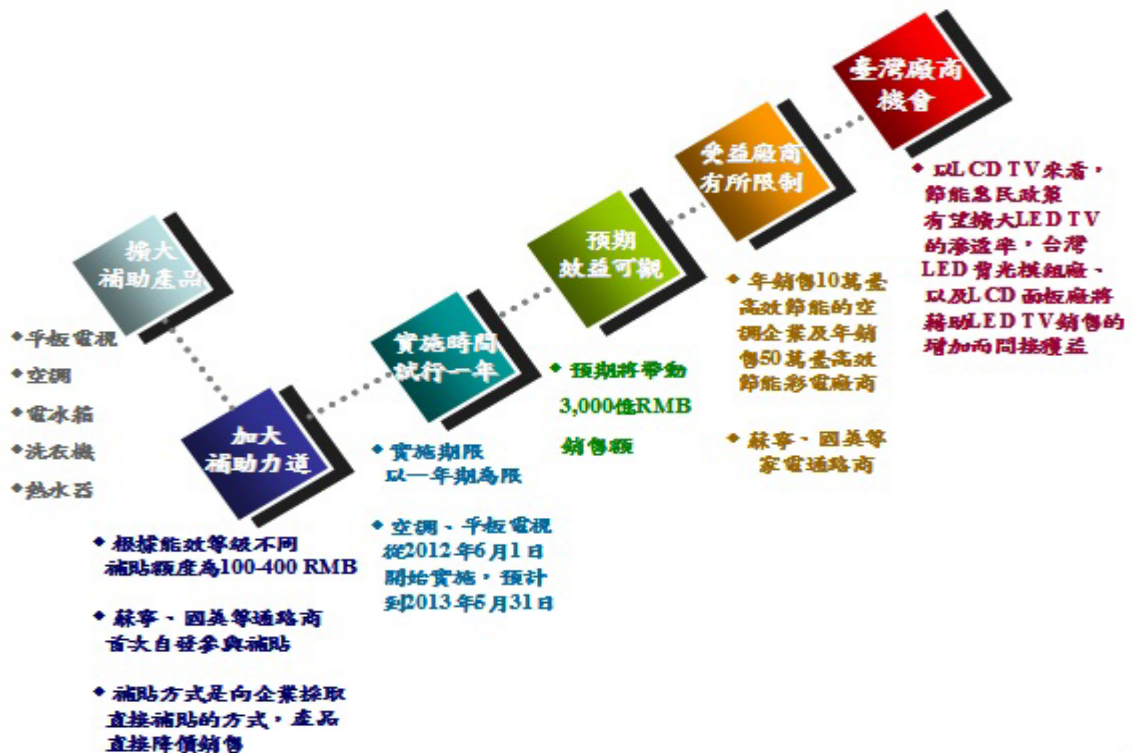 擴大
補助產品
◆平板電視
◆空調
◆電冰箱
◆洗衣機
◆熱水器
加大
補助力道
◆根據能效等級不同
補貼額度為100-400 RMB
◆蘇寧、國美等通路商
首次自發參與補貼
◆補貼方式是向企業採取
直接補貼的方式，產品
直接降價銷售
實施時間
試行一年
◆實施期限
以一年期為限
◆空調、平板電視
從2012年6月1日
開始實施，預計
到2013年5月31日
預期
效益可觀
◆預期將帶動
3,000億RMB
銷售額
受益廠商
有所限制
◆年銷售10萬臺
高效節能的空
調企業及年銷
售50萬臺高效
節能彩電廠商
◆蘇寧、國美等
家電通路商
臺灣廠商
機會
◆以LCD TV來看，
節能惠民政策
有望擴大LED TV
的滲透率，台灣
LED背光模組廠、
以及LCD面板廠將
藉助LED TV銷售的
增加而間接獲益